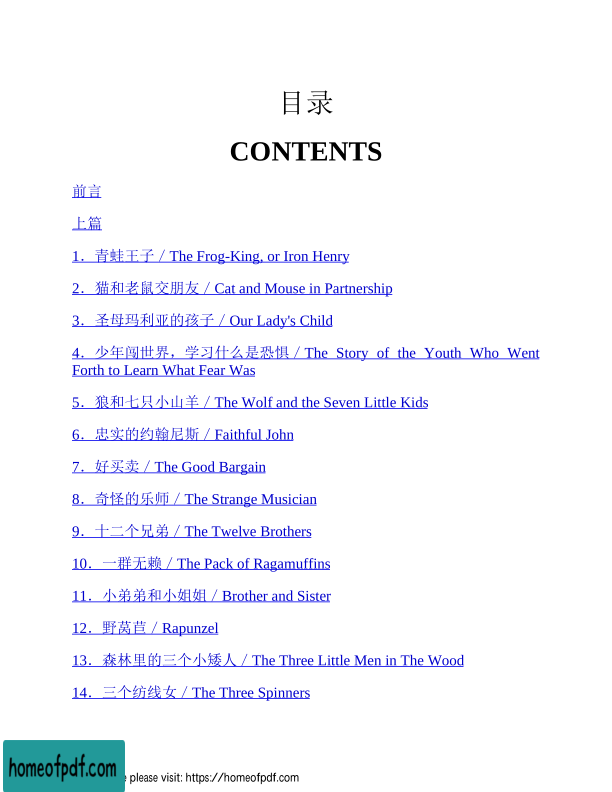 目录
CONTENTS
前言
上篇
1．青蛙王子／The Frog-King, or Iron Henry
2．猫和老鼠交朋友／Cat and Mouse in Partnership
3．圣母玛利亚的孩子／Our Lady's Child
4．少年闯世界，学习什么是恐惧／The Story of the Youth Who Went
Forth to Learn What Fear Was
5．狼和七只小山羊／The Wolf and the Seven Little Kids
6．忠实的约翰尼斯／Faithful John
7．好买卖／The Good Bargain
8．奇怪的乐师／The Strange Musician
9．十二个兄弟／The Twelve Brothers
10．一群无赖／The Pack of Ragamuffins
11．小弟弟和小姐姐／Brother and Sister
12．野莴苣／Rapunzel
13．森林里的三个小矮人／The Three Little Men in The Wood
14．三个纺线女／The Three Spinners
homeofpdf.com
please visit: https://homeofpdf.com